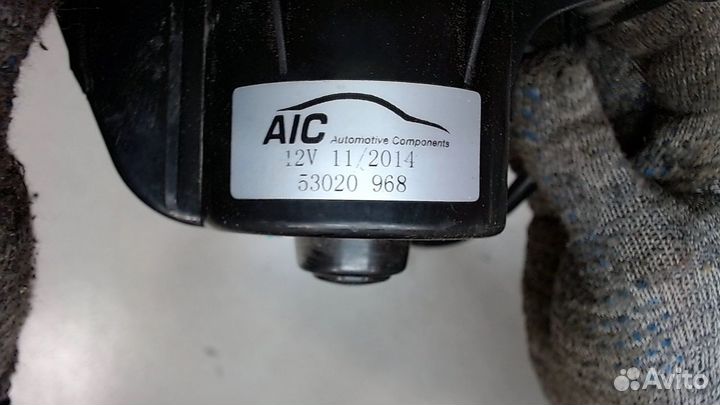 AIC
Automotive Components
12V 11/2014
53020 968
Avito